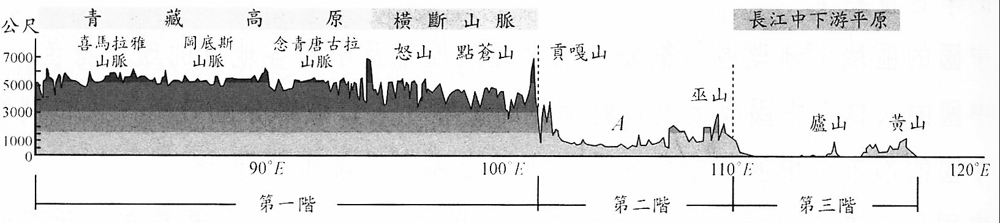 青藏高原 橫斷山脈 長江中下游平原
公尺
喜馬拉雅
山脈
岡底斯
山脈
念青唐古拉
山脈
怒山 點蒼山 貢嘎山
巫山
A
廬山 黃山
7000
5000
3000
1000
0
90°E 100°E 110°E 120°E
第一階 第二階 第三階